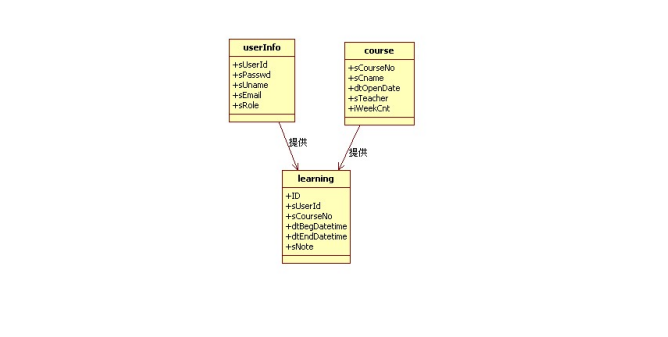 userInfo
+sUserId
+sPasswd
+sUname
+sEmail
+sRole
course
+sCourseNo
+sCname
+dtOpenDate
+sTeacher
+iWeekCnt
提供
提供
learning
+ID
+sUserId
+sCourseNo
+dtBegDatetime
+dtEndDatetime
+sNote